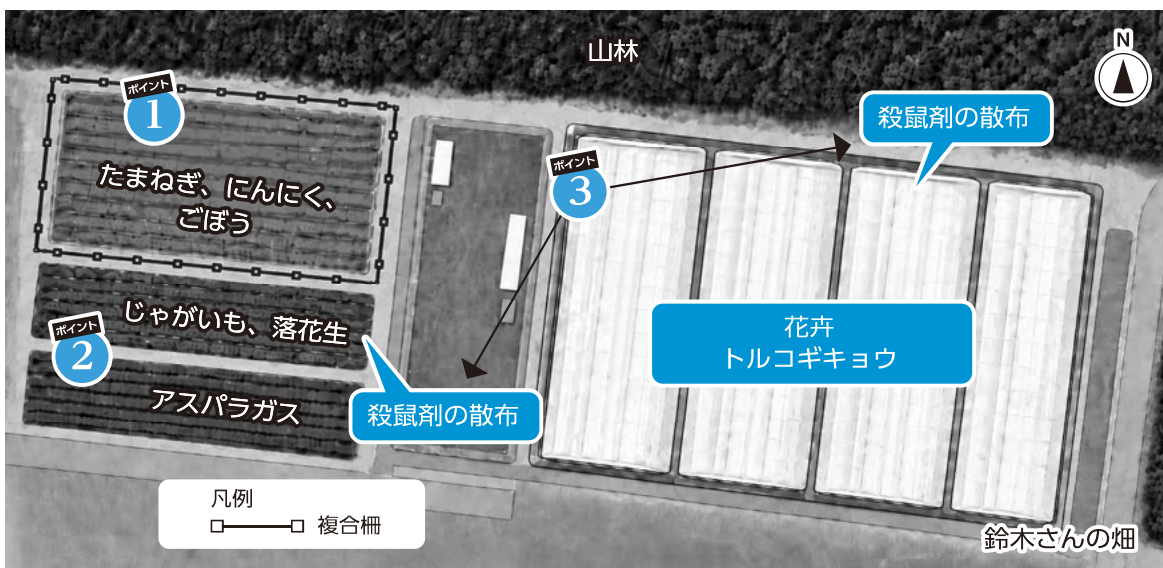 山林
N
ポイント
1
たまねぎ、にんにく、
ごぼう
ポイント
3
殺鼠剤の散布
じゃがいも、落花生
ポイント
2
アスパラガス
殺鼠剤の散布
花卉
トルコギキョウ
凡例
複合柵
鈴木さんの畑